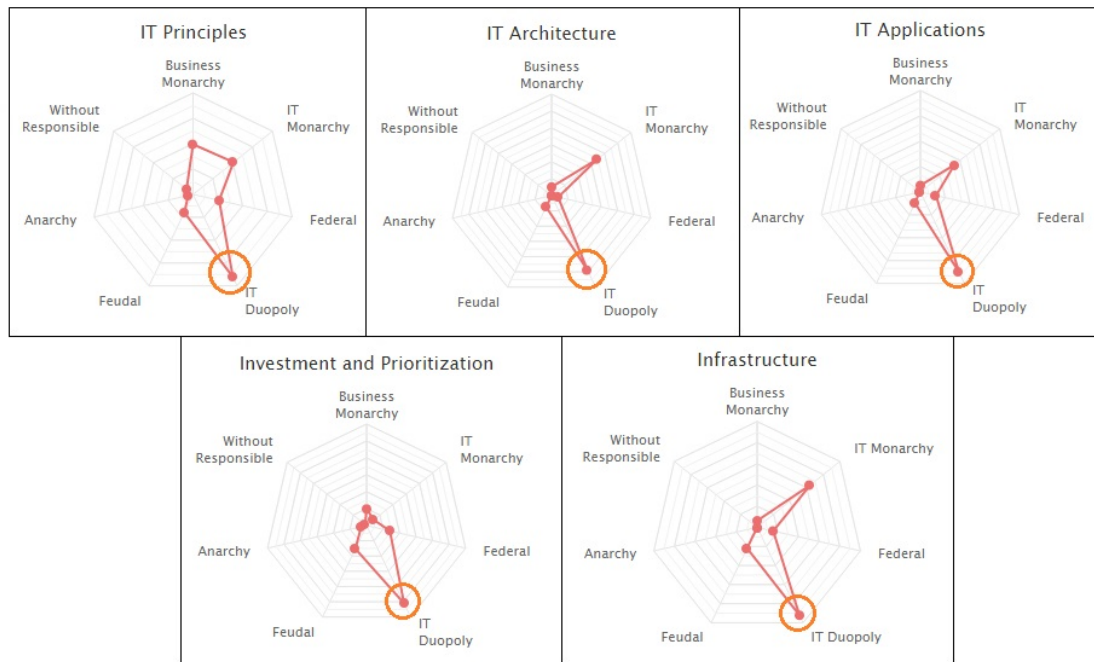 IT Principles
Business
Monarchy
IT
Monarchy
Federal
IT
Duopoly
Feudal
Anarchy
Without
Responsible
IT Architecture
Business
Monarchy
IT
Monarchy
Federal
IT
Duopoly
Feudal
Anarchy
Without
Responsible
IT Applications
Business
Monarchy
IT
Monarchy
Federal
IT
Duopoly
Feudal
Anarchy
Without
Responsible
Investment and Prioritization
Business
Monarchy
IT
Monarchy
Federal
IT
Duopoly
Feudal
Anarchy
Without
Responsible
Infrastructure
Business
Monarchy
IT Monarchy
Federal
IT Duopoly
Feudal
Anarchy
Without
Responsible